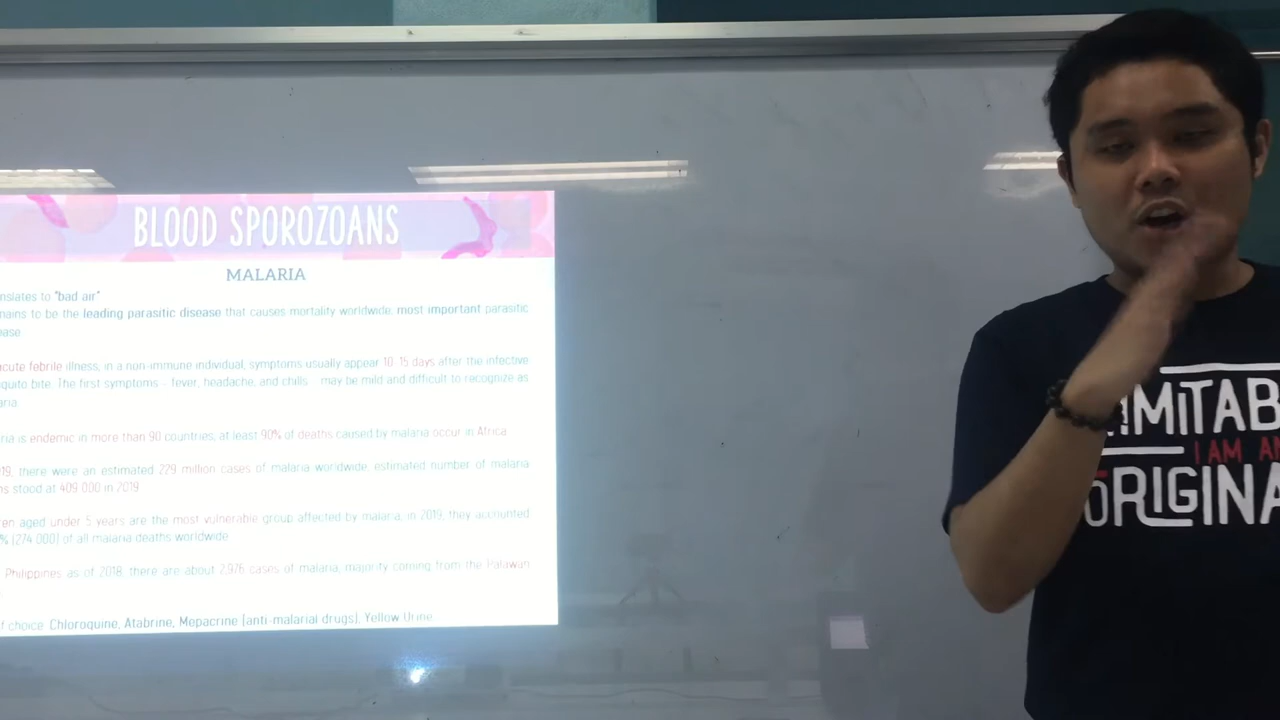 BLOOD SPOROZOANS
MALARIA
nslates to "bad air"
nains to be the leading parasitic disease that causes mortality worldwide, most important parasitic
ease
cute febrile illness; in a non-immune individual, symptoms usually appear 10-15 days after the infective
quito bite. The first symptoms - fever, headache, and chills - may be mild and difficult to recognize as
aria.
ria is endemic in more than 90 countries, at least 90% of deaths caused by malaria occur in Africa
19, there were an estimated 229 million cases of malaria worldwide, estimated number of malaria
hs stood at 409 000 in 2019
ren aged under 5 years are the most vulnerable group affected by malaria; in 2019, they accounted
% (274 000) of all malaria deaths worldwide
Philippines as of 2018, there are about 2,976 cases of malaria, majority coming from the Palawan
f choice: Chloroquine, Atabrine, Mepacrine (anti-malarial drugs), Yellow Urine
IMITAB
I AM AN
ORIGINA